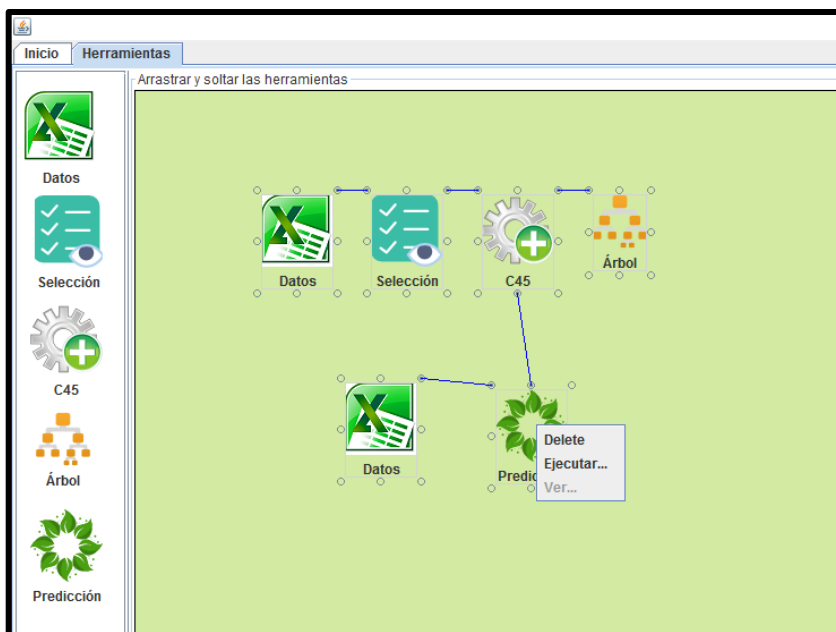 Inicio Herramientas
Arrastrar y soltar las herramientas
Datos
Selección
C45
Árbol
Predicción
Datos Selección C45 Árbol
Datos
Delete
Ejecutar...
Ver...